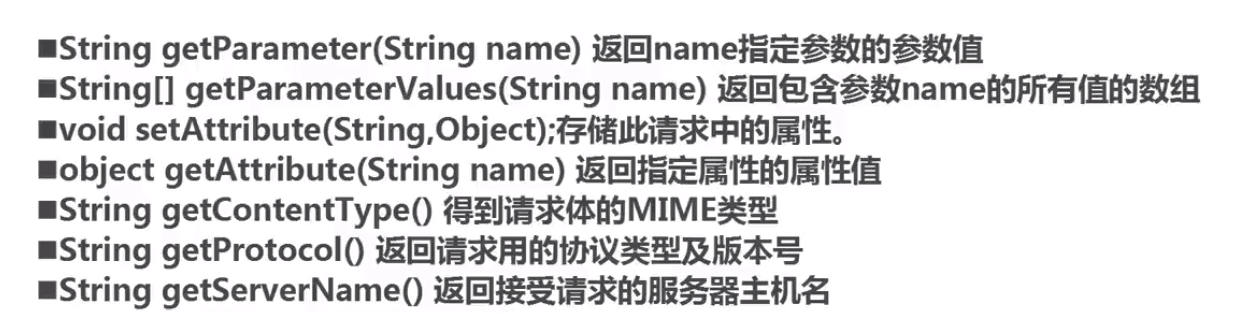 ■String getParameter(String name) 返回name指定参数的参数值
■String[] getParameterValues(String name) 返回包含参数name的所有值的数组
■void setAttribute(String,Object);存储此请求中的属性。
■object getAttribute(String name) 返回指定属性的属性值
■String getContentType() 得到请求体的MIME类型
■String getProtocol() 返回请求用的协议类型及版本号
■String getServerName() 返回接受请求的服务器主机名